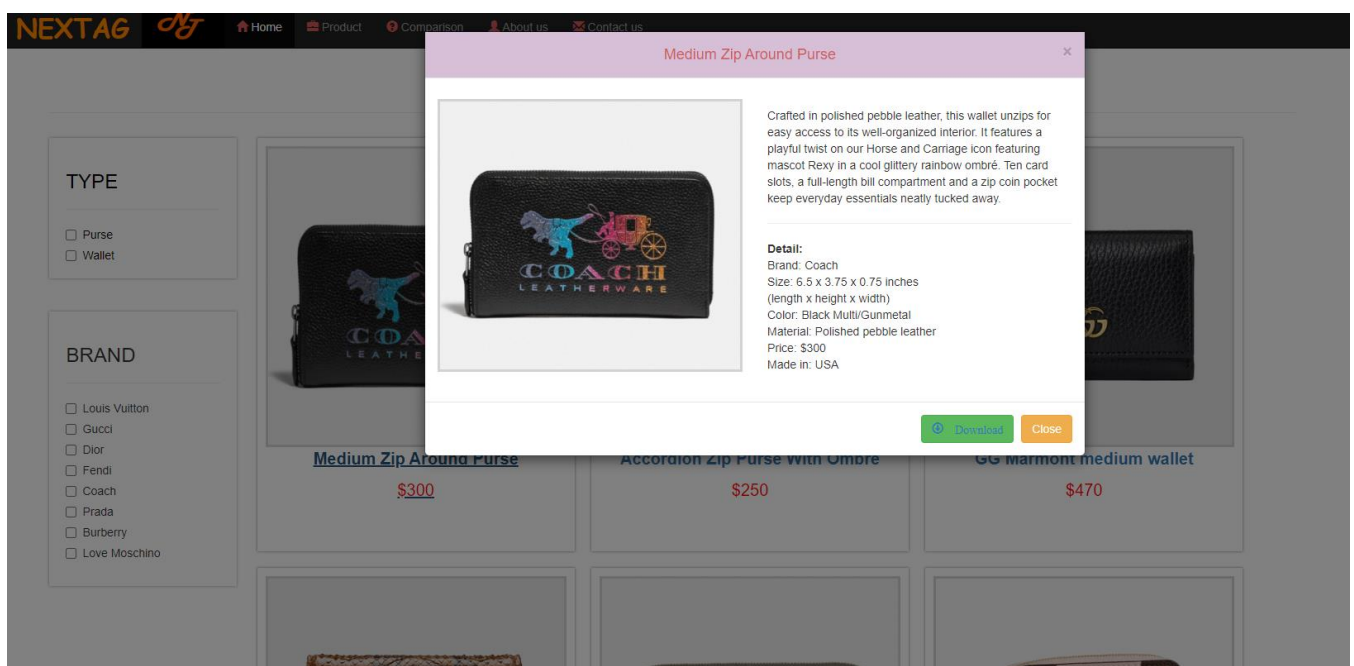 NEXTAG NT Home Product Comparison About us Contact us
Medium Zip Around Purse ×
Crafted in polished pebble leather, this wallet unzips for
easy access to its well-organized interior. It features a
playful twist on our Horse and Carriage icon featuring
mascot Rexy in a cool glittery rainbow ombré. Ten card
slots, a full-length bill compartment and a zip coin pocket
keep everyday essentials neatly tucked away.
COACH
LEATHERWARE
Detail:
Brand: Coach
Size: 6.5 x 3.75 x 0.75 inches
(length x height x width)
Color: Black Multi/Gunmetal
Material: Polished pebble leather
Price: $300
Made in: USA
Download Close
TYPE
Purse
Wallet
BRAND
Louis Vuitton
Gucci
Dior
Fendi
Coach
Prada
Burberry
Love Moschino
COA
LEATHE
Medium Zip Around Purse
$300
Accordion Zip Purse With Ombre
$250
GG Marmont medium wallet
$470